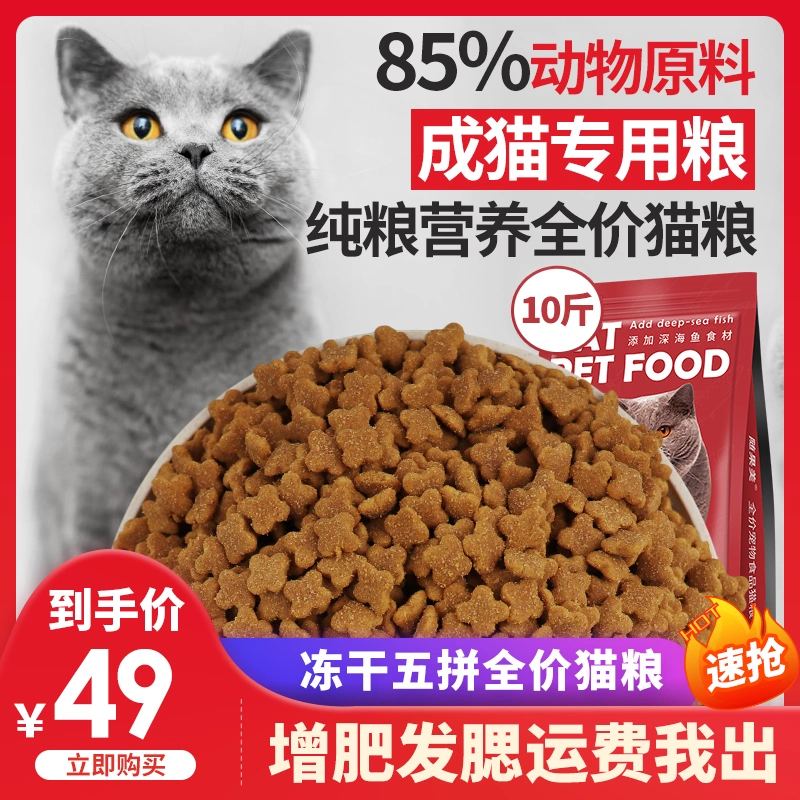 85%动物原料
成猫专用粮
纯粮营养全价猫粮
10斤
Add deep-sea fish
添加深海鱼食材
PET FOOD
全价宠物食品猫粮
到手价
¥49
立即购买
冻干五拼全价猫粮
HOT
速抢
增肥发腮运费我出